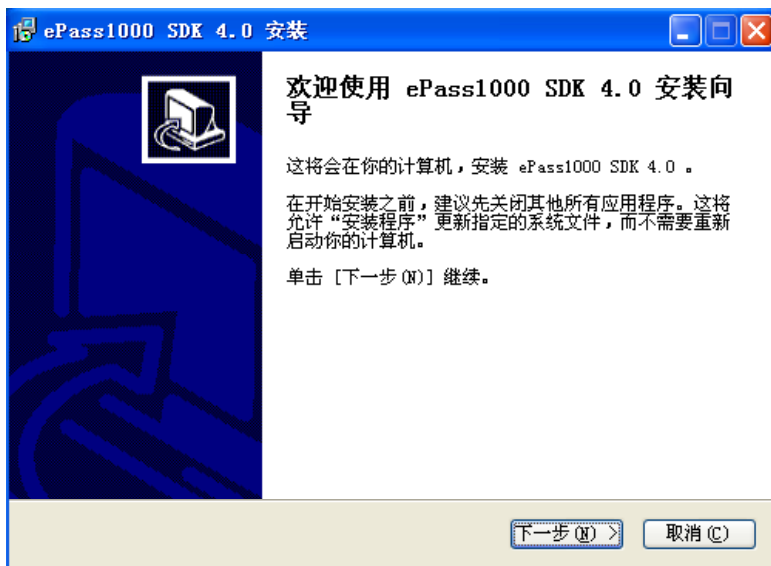 ePass1000 SDK 4.0 安装
欢迎使用 ePass1000 SDK 4.0 安装向
导
这将会在你的计算机，安装 ePass1000 SDK 4.0 。
在开始安装之前，建议先关闭其他所有应用程序。这将
允许“安装程序”更新指定的系统文件，而不需要重新
启动你的计算机。
单击 [下一步(N)] 继续。
下一步(N) >
取消(C)